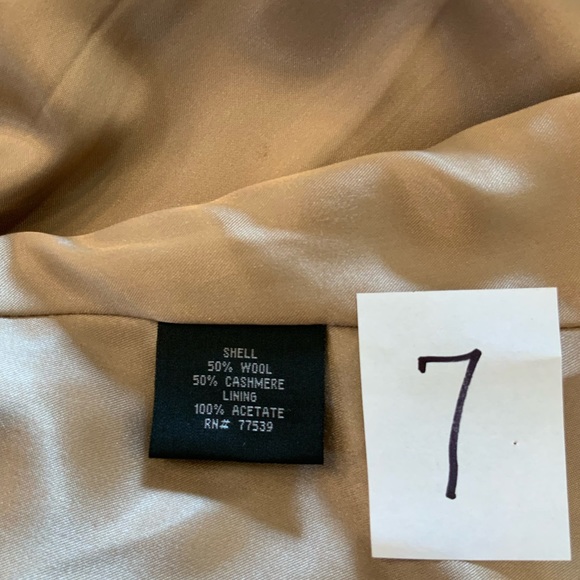 SHELL
50% WOOL
50% CASHMERE
LINING
100% ACETATE
RN# 77539
7